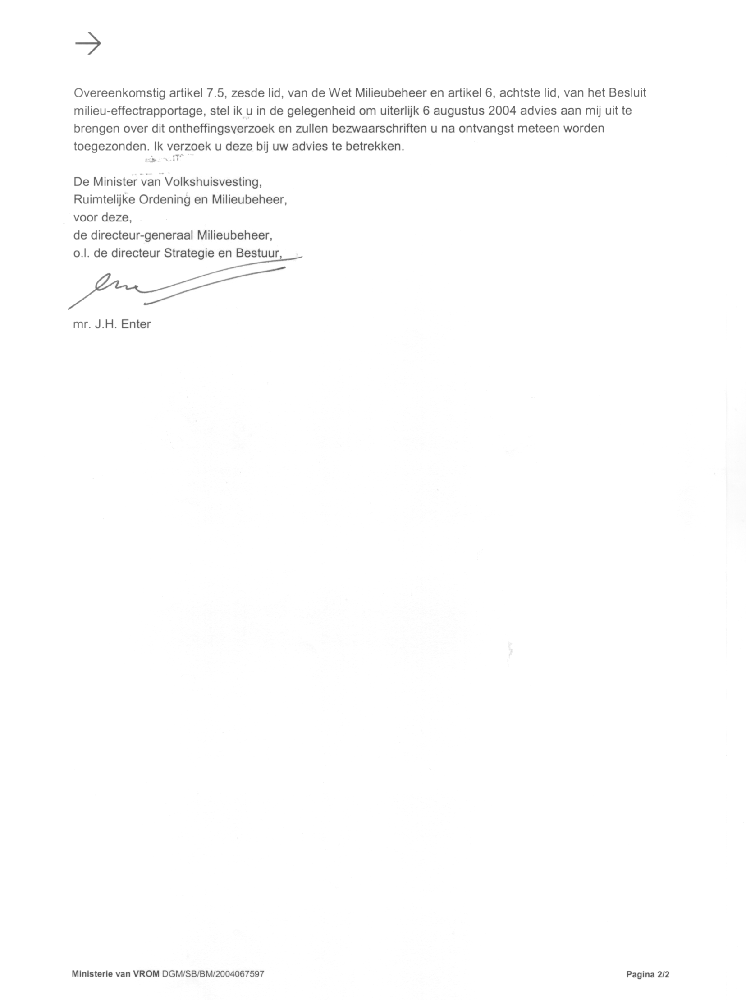 Overeenkomstig artikel 7.5, zesde lid, van de Wet Milieubeheer en artikel 6, achtste lid, van het Besluit
milieu-effectrapportage, stel ik u in de gelegenheid om uiterlijk 6 augustus 2004 advies aan mij uit te
brengen over dit ontheffingsverzoek en zullen bezwaarschriften u na ontvangst meteen worden
toegezonden. Ik verzoek u deze bij uw advies te betrekken.
De Minister van Volkshuisvesting,
Ruimtelijke Ordening en Milieubeheer,
voor deze,
de directeur-generaal Milieubeheer,
o.l. de directeur Strategie en Bestuur,
mr. J.H. Enter
Ministerie van VROM DGM/SB/BM/2004067597
Pagina 2/2